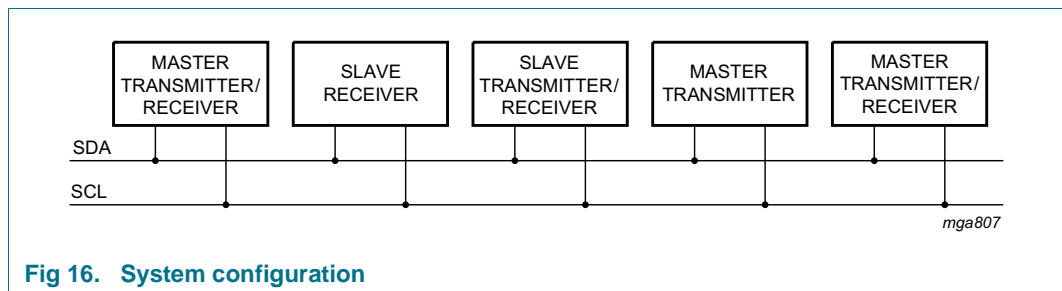 MASTER
TRANSMITTER/
RECEIVER
SLAVE
RECEIVER
SLAVE
TRANSMITTER/
RECEIVER
MASTER
TRANSMITTER
MASTER
TRANSMITTER/
RECEIVER
SDA
SCL
mga807
Fig 16. System configuration